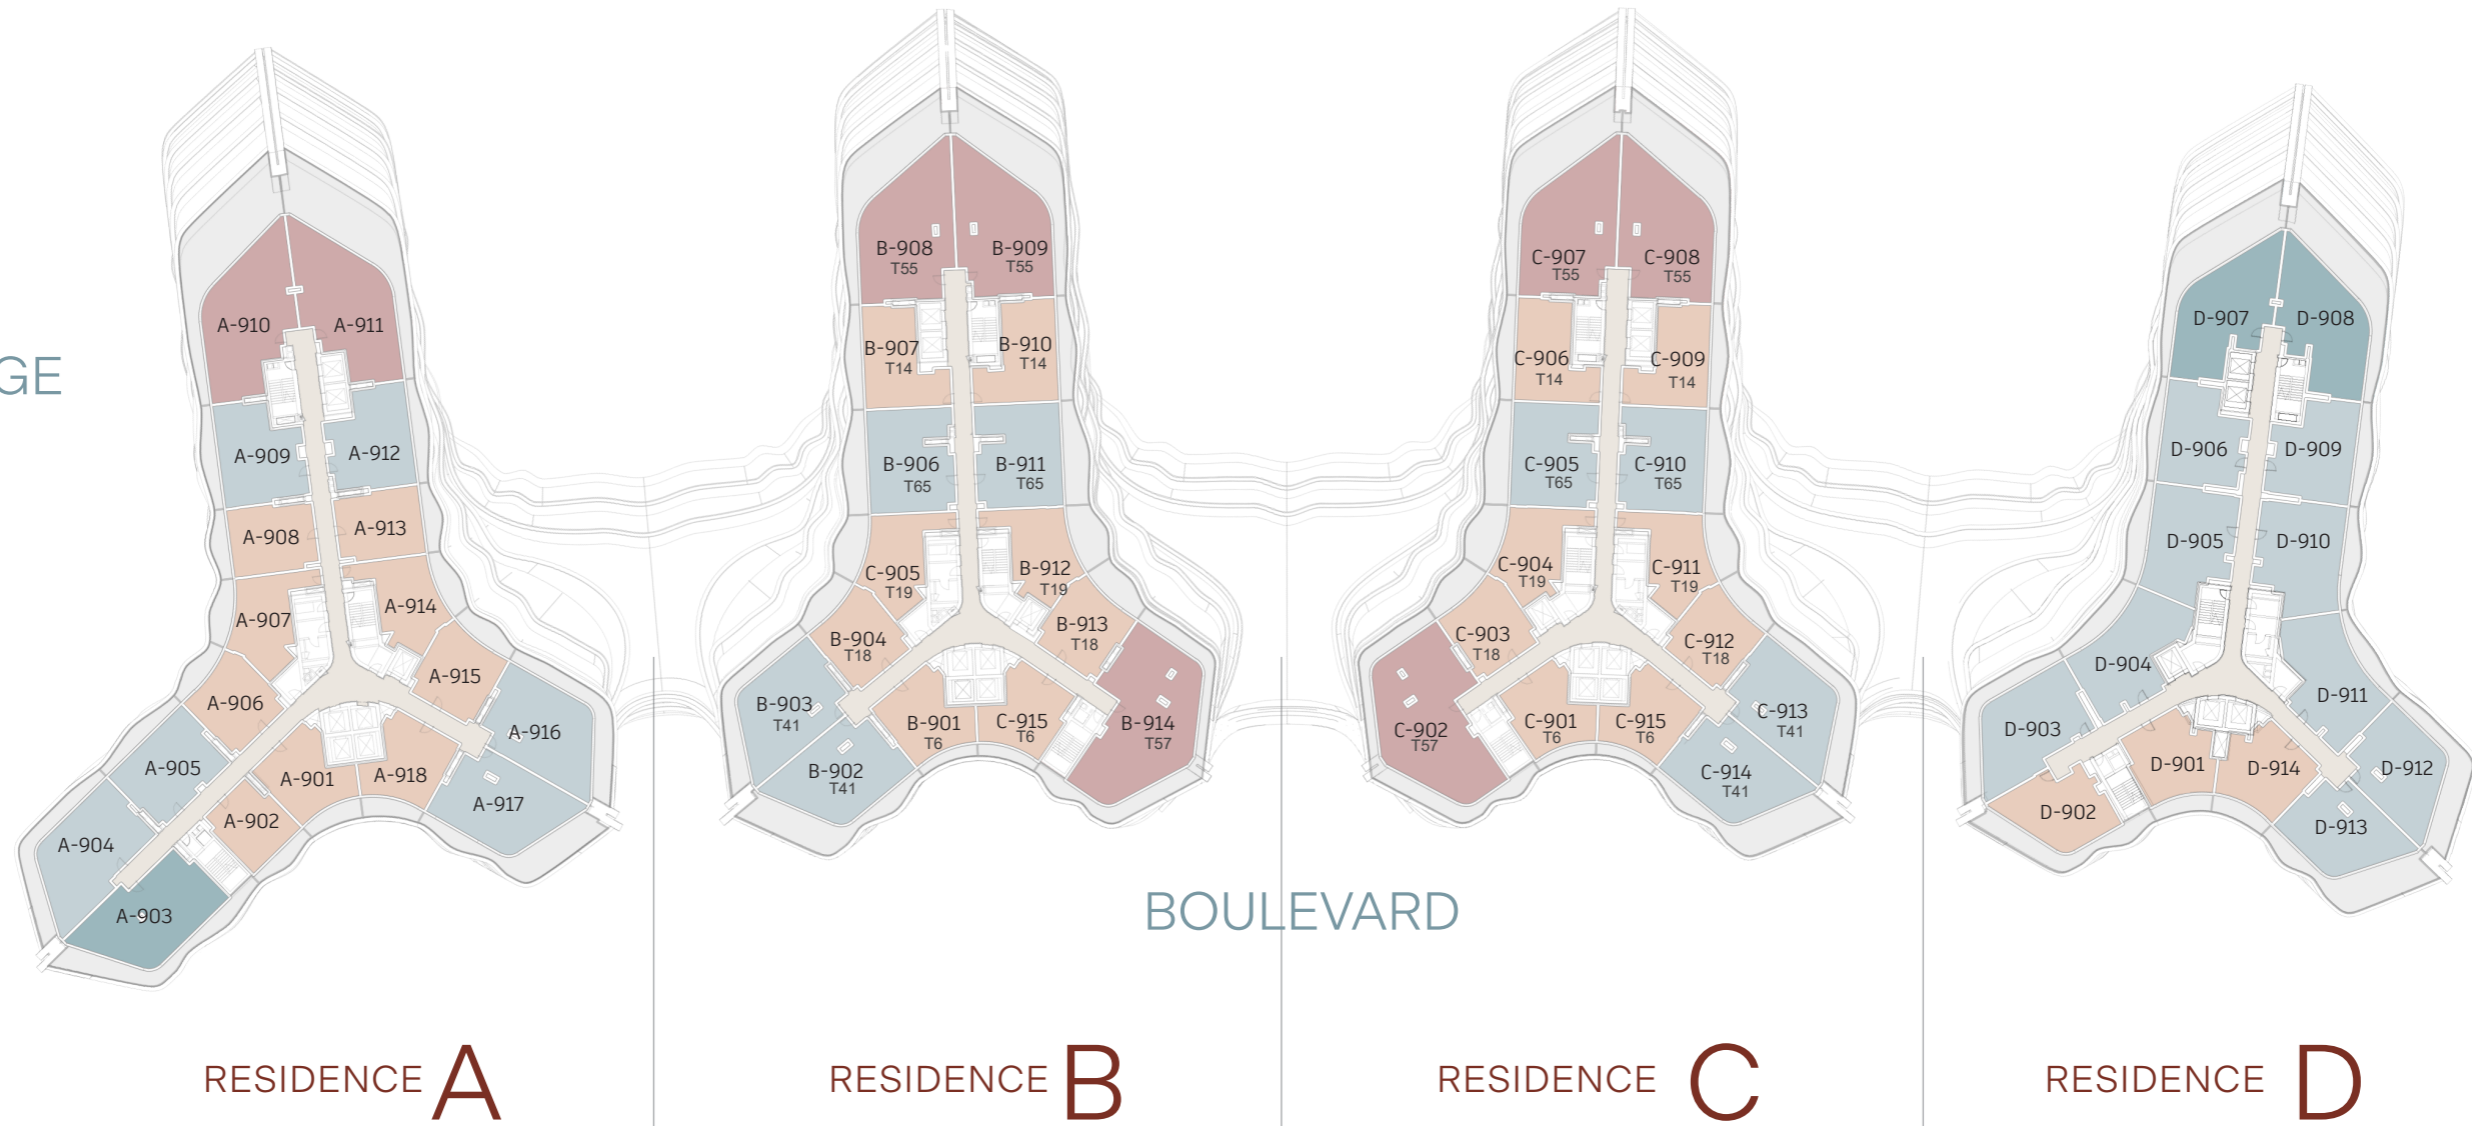 GE
A-910
A-911
A-909
A-912
A-908
A-913
A-907
A-914
A-906
A-915
A-905
A-916
A-904
A-901
A-918
A-917
A-902
A-903
B-908
T55
B-909
T55
B-907
T14
B-910
T14
B-906
T65
B-911
T65
C-905
T19
B-912
T19
B-904
T18
B-913
T18
B-903
T41
B-901
T6
C-915
T6
B-914
T57
B-902
T41
C-907
T55
C-908
T55
C-906
T14
C-909
T14
C-905
T65
C-910
T65
C-904
T19
C-911
T19
C-903
T18
C-912
T18
C-902
T57
C-901
T6
C-915
T6
C-913
T41
C-914
T41
D-907
D-908
D-906
D-909
D-905
D-910
D-904
D-911
D-903
D-901
D-914
D-912
D-902
D-913
BOULEVARD
RESIDENCE A
RESIDENCE B
RESIDENCE C
RESIDENCE D